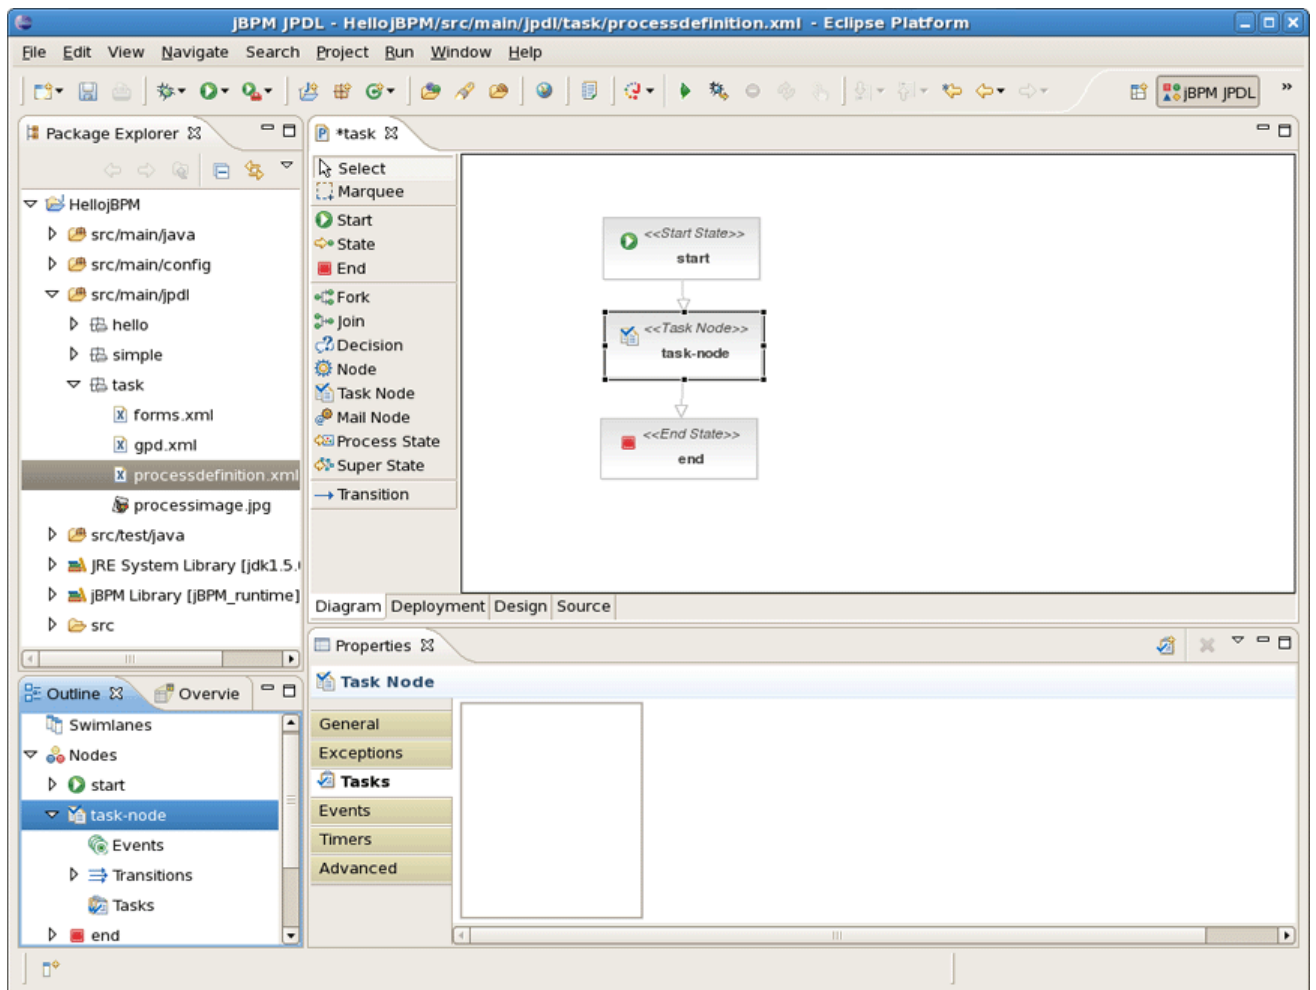 jBPM JPDL - HellojBPM/src/main/jpdl/task/processdefinition.xml - Eclipse Platform
File Edit View Navigate Search Project Run Window Help
jBPM JPDL
Package Explorer
HellojBPM
src/main/java
src/main/config
src/main/jpdl
hello
simple
task
forms.xml
gpd.xml
processdefinition.xml
processimage.jpg
src/test/java
JRE System Library [jdk1.5.
jBPM Library [jBPM_runtime]
src
*task
Select
Marquee
Start
State
End
Fork
Join
Decision
Node
Task Node
Mail Node
Process State
Super State
Transition
<<Start State>>
start
<<Task Node>>
task-node
<<End State>>
end
Diagram Deployment Design Source
Outline Overvie
Swimlanes
Nodes
start
task-node
Events
Transitions
Tasks
end
Properties
Task Node
General
Exceptions
Tasks
Events
Timers
Advanced